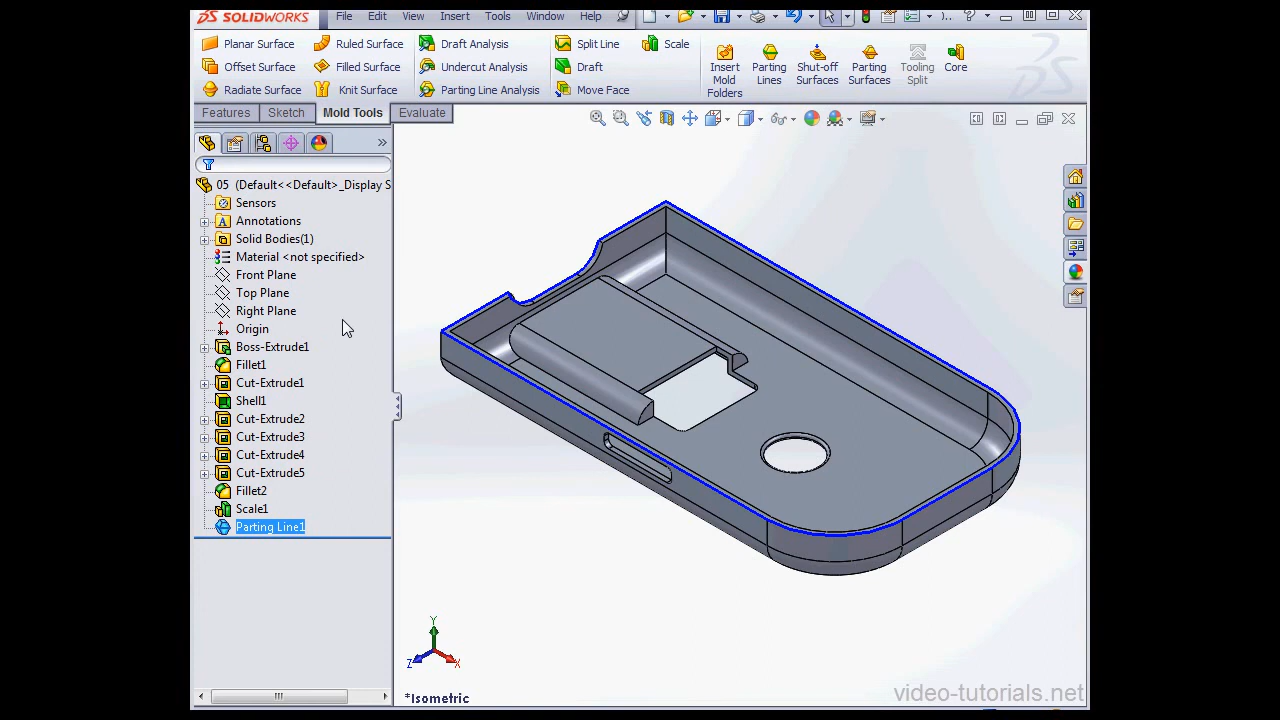 SOLIDWORKS File Edit View Insert Tools Window Help
Planar Surface Ruled Surface Draft Analysis Split Line Scale
Offset Surface Filled Surface Undercut Analysis Draft
Radiate Surface Knit Surface Parting Line Analysis Move Face
Insert Mold Folders
Parting Lines
Shut-off Surfaces
Parting Surfaces
Tooling Split
Core
Features Sketch Mold Tools Evaluate
05 (Default<<Default>_Display S
Sensors
Annotations
Solid Bodies(1)
Material <not specified>
Front Plane
Top Plane
Right Plane
Origin
Boss-Extrude1
Fillet1
Cut-Extrude1
Shell1
Cut-Extrude2
Cut-Extrude3
Cut-Extrude4
Cut-Extrude5
Fillet2
Scale1
Parting Line1
Y
Z
X
*Isometric
video-tutorials.net